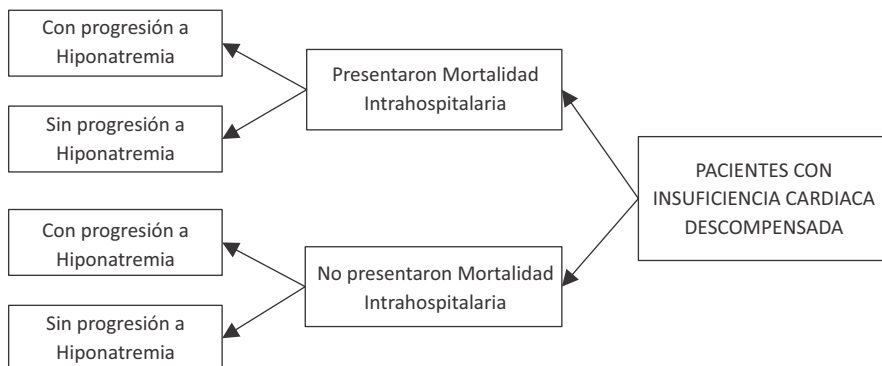 Con progresión a
Hiponatremia
Sin progresión a
Hiponatremia
Presentaron Mortalidad
Intrahospitalaria
PACIENTES CON
INSUFICIENCIA CARDIACA
DESCOMPENSADA
Con progresión a
Hiponatremia
Sin progresión a
Hiponatremia
No presentaron Mortalidad
Intrahospitalaria